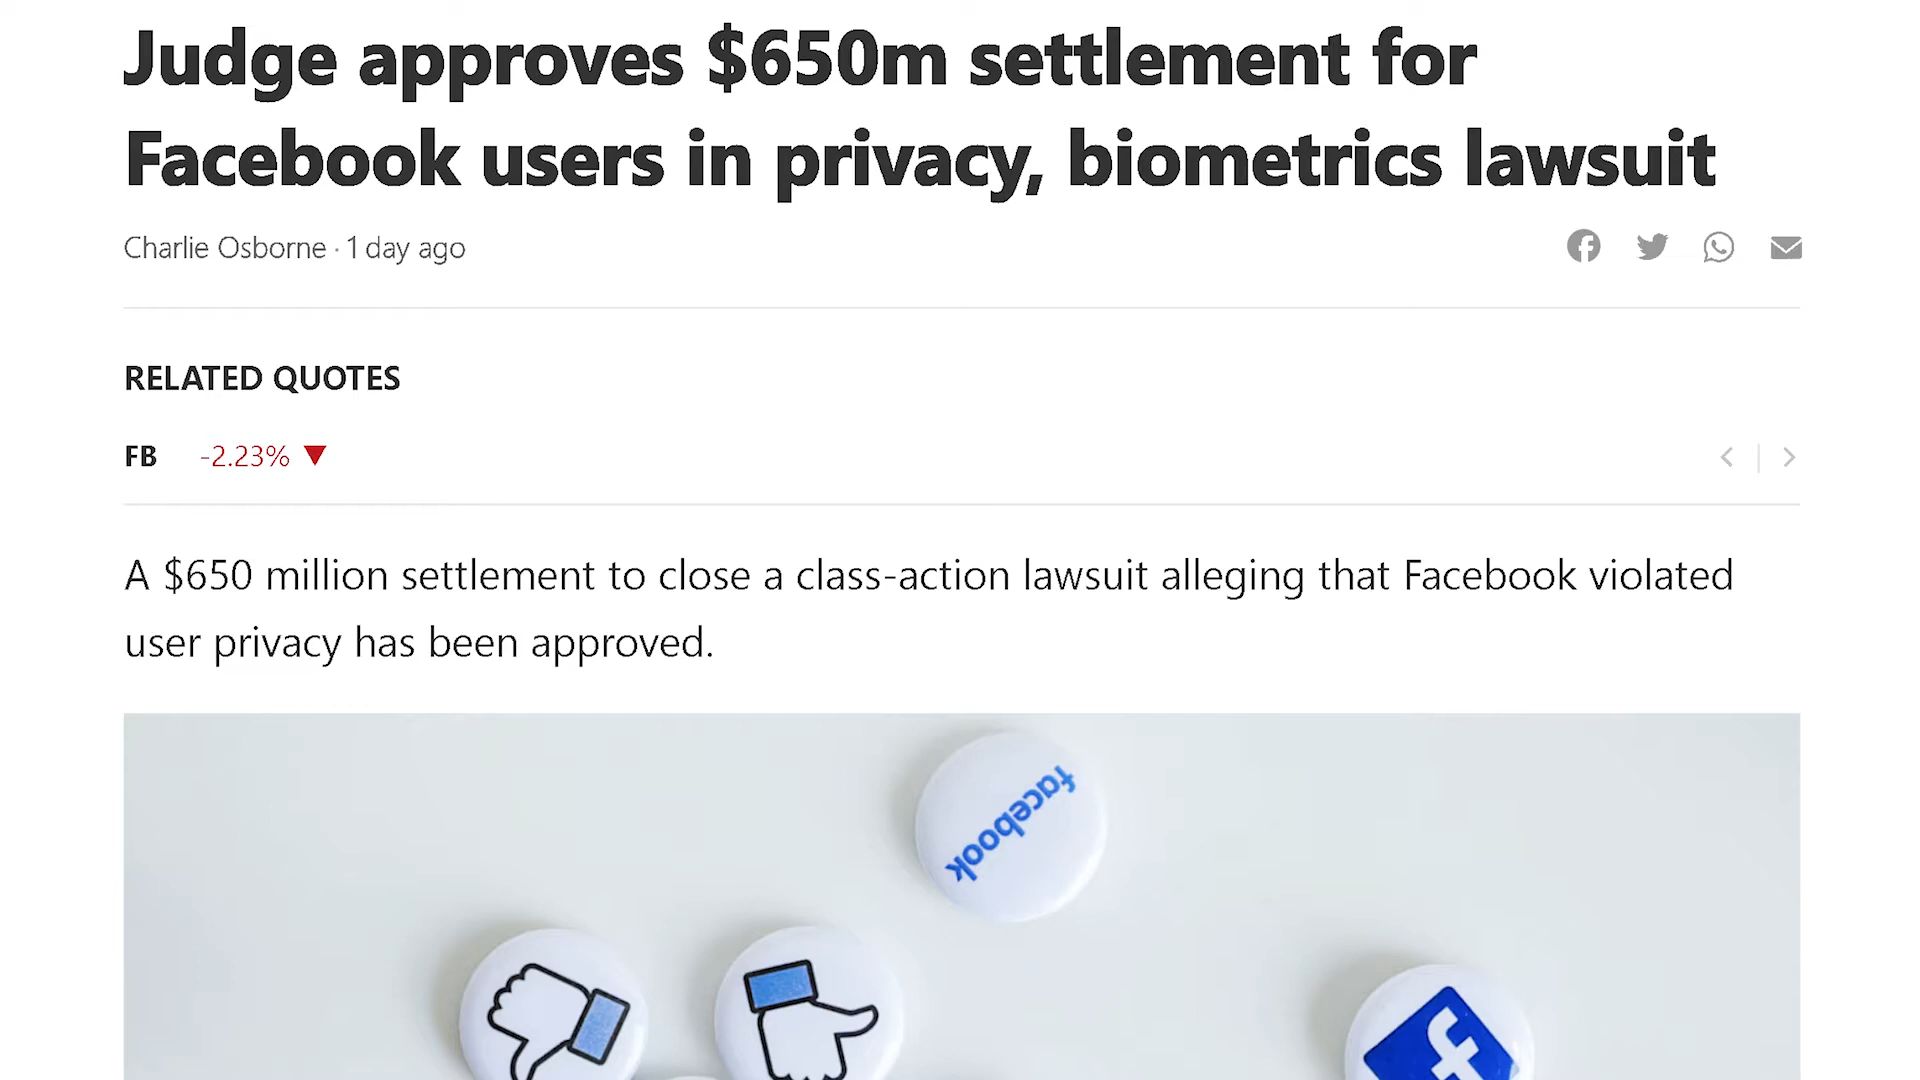 Judge approves $650m settlement for
Facebook users in privacy, biometrics lawsuit
Charlie Osborne · 1 day ago
RELATED QUOTES
FB -2.23% ▼
A $650 million settlement to close a class-action lawsuit alleging that Facebook violated
user privacy has been approved.
facebook